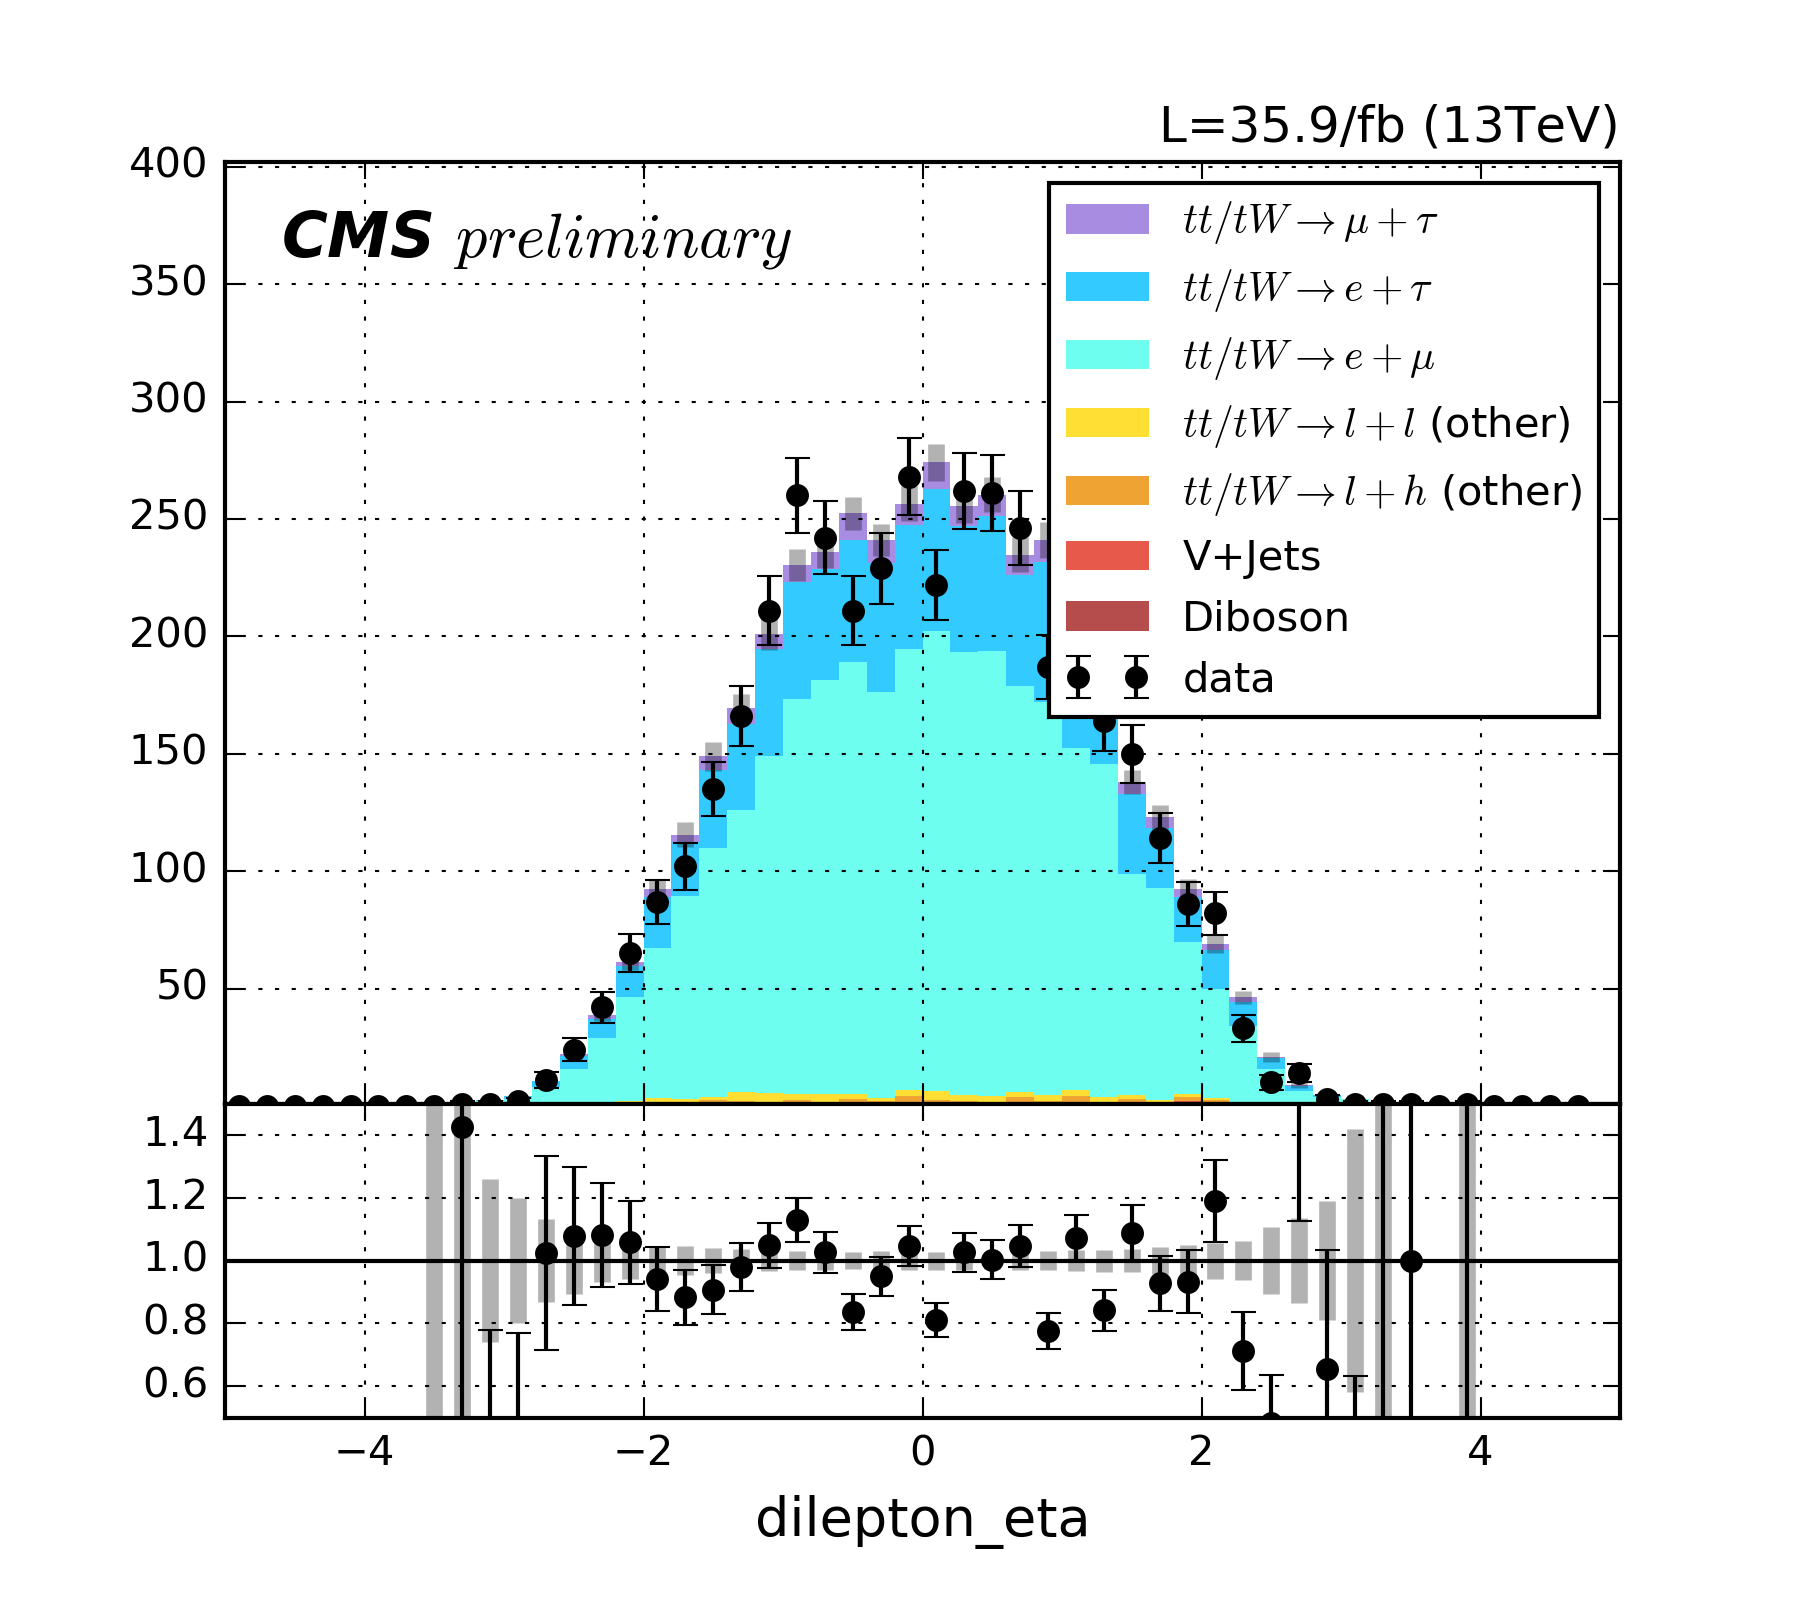 L=35.9/fb (13TeV)
CMS preliminary
400
350
300
250
200
150
100
50
tt/tW→μ+τ
tt/tW→e+τ
tt/tW→e+μ
tt/tW→l+l (other)
tt/tW→l+h (other)
V+Jets
Diboson
data
1.4
1.2
1.0
0.8
0.6
−4 −2 0 2 4
dilepton_eta